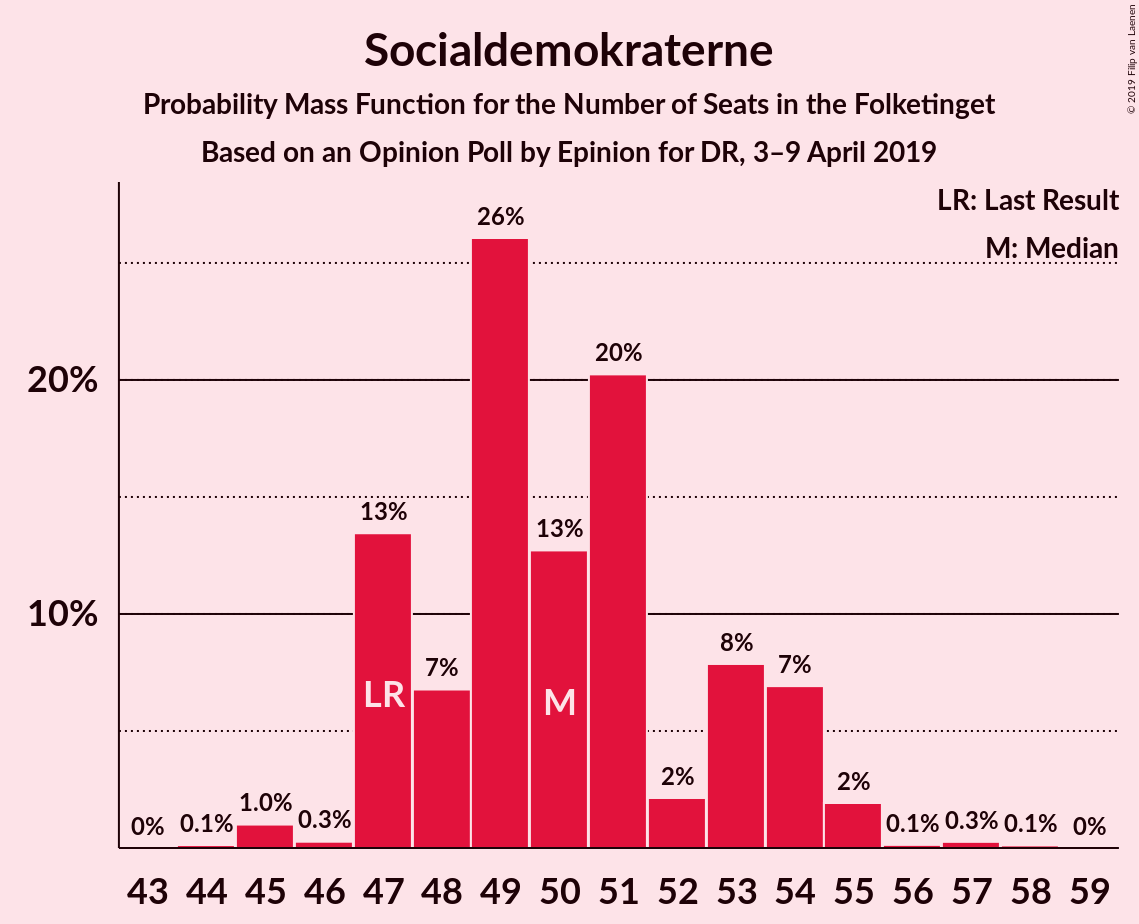 Socialdemokraterne
Probability Mass Function for the Number of Seats in the Folketinget
Based on an Opinion Poll by Epinion for DR, 3–9 April 2019
© 2019 Filip van Laenen
LR: Last Result
M: Median
20%
10%
0%
0.1%
1.0%
0.3%
13%
7%
26%
13%
20%
2%
8%
7%
2%
0.1%
0.3%
0.1%
0%
LR
M
43 44 45 46 47 48 49 50 51 52 53 54 55 56 57 58 59